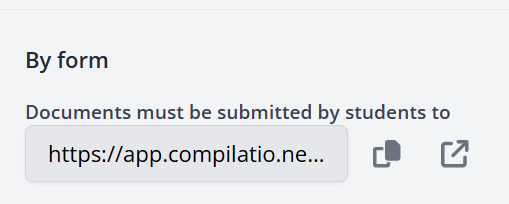 By form
Documents must be submitted by students to
https://app.compilatio.ne...